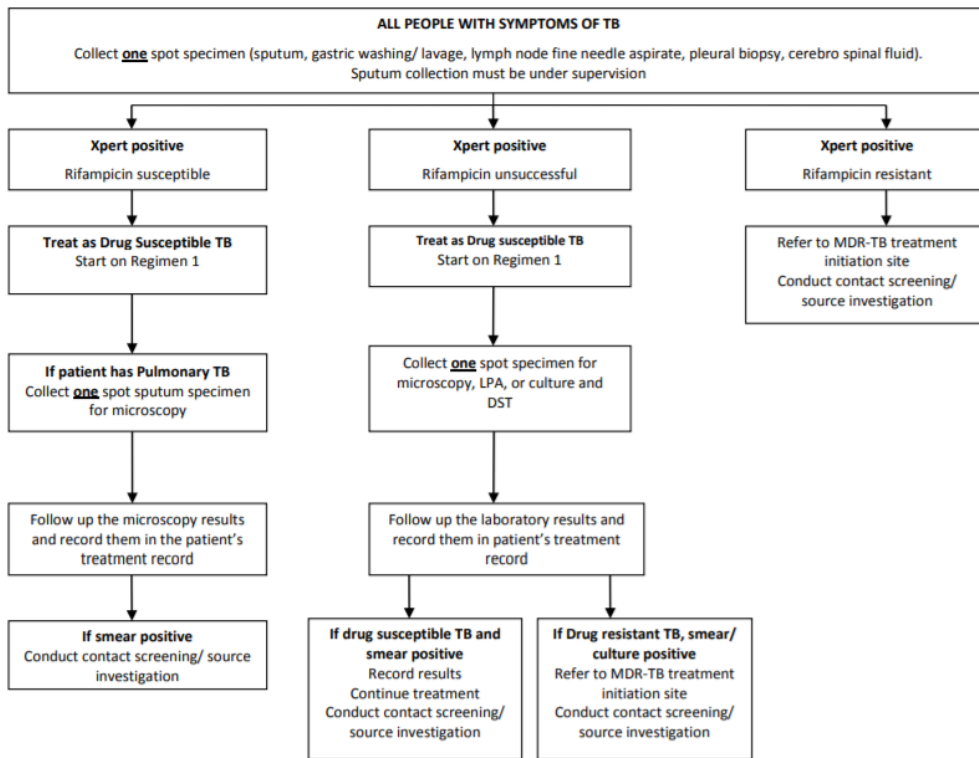 ALL PEOPLE WITH SYMPTOMS OF TB
Collect one spot specimen (sputum, gastric washing/ lavage, lymph node fine needle aspirate, pleural biopsy, cerebro spinal fluid).
Sputum collection must be under supervision
Xpert positive
Rifampicin susceptible
Xpert positive
Rifampicin unsuccessful
Xpert positive
Rifampicin resistant
Treat as Drug Susceptible TB
Start on Regimen 1
Treat as Drug susceptible TB
Start on Regimen 1
Refer to MDR-TB treatment
initiation site
Conduct contact screening/
source investigation
If patient has Pulmonary TB
Collect one spot sputum specimen
for microscopy
Collect one spot specimen for
microscopy, LPA, or culture and
DST
Follow up the microscopy results
and record them in the patient's
treatment record
Follow up the laboratory results and
record them in patient's treatment
record
If smear positive
Conduct contact screening/ source
investigation
If drug susceptible TB and
smear positive
Record results
Continue treatment
Conduct contact screening/
source investigation
If Drug resistant TB, smear/
culture positive
Refer to MDR-TB treatment
initiation site
Conduct contact screening/
source investigation